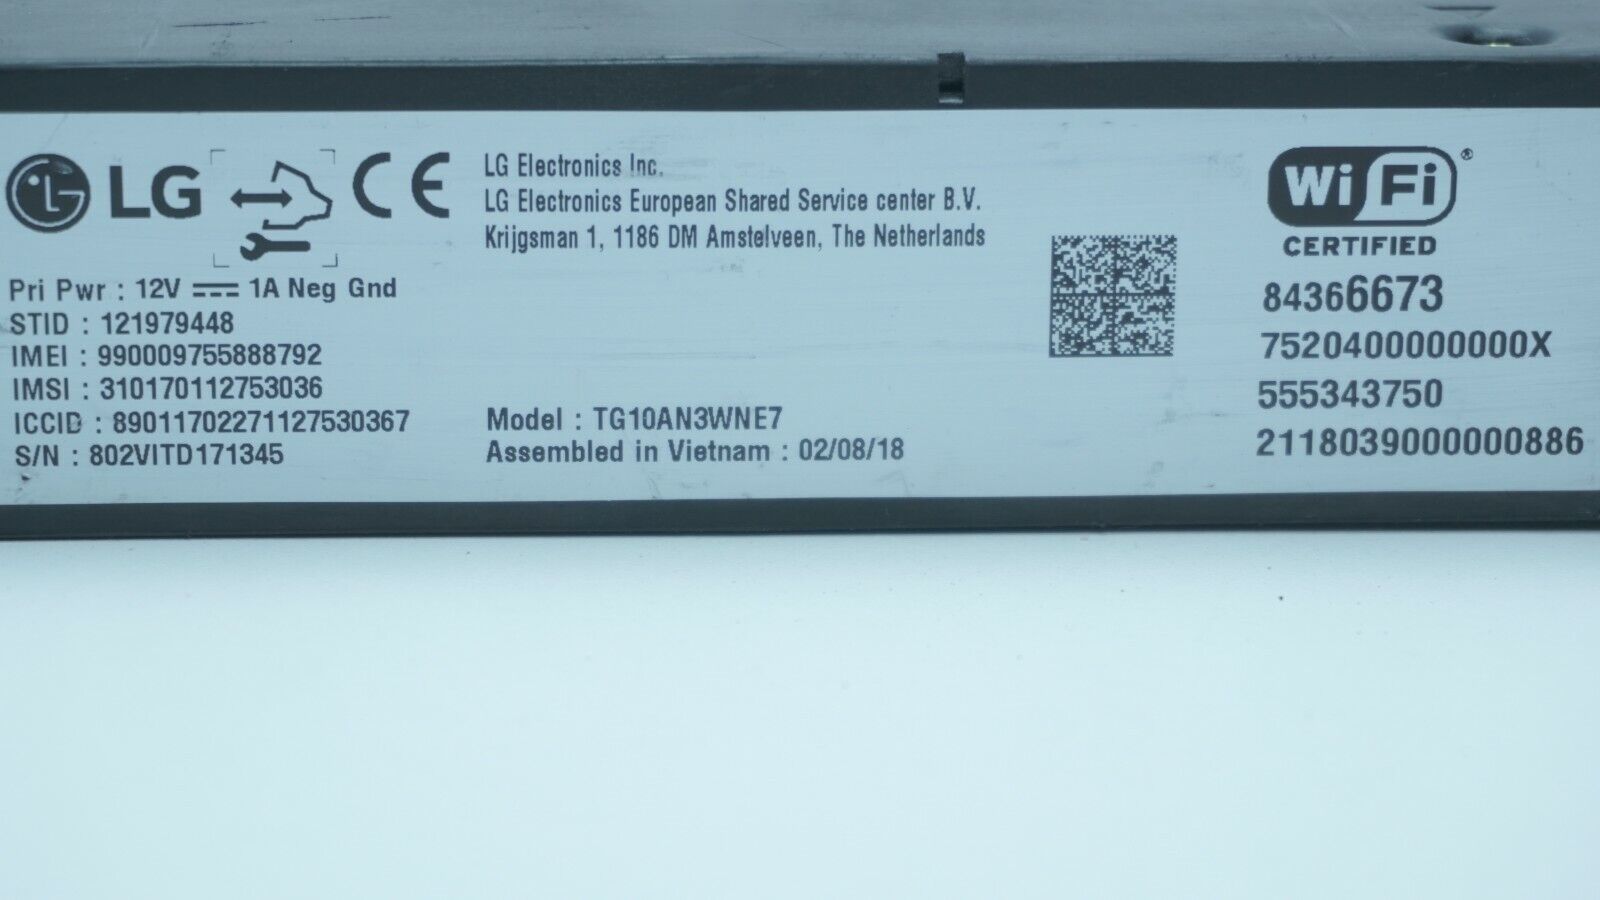 LG CE
LG Electronics Inc.
LG Electronics European Shared Service center B.V.
Krijgsman 1, 1186 DM Amstelveen, The Netherlands
Pri Pwr : 12V ⎓ 1A Neg Gnd
STID : 121979448
IMEI : 990009755888792
IMSI : 310170112753036
ICCID : 89011702271127530367
S/N : 802VITD171345
Model : TG10AN3WNE7
Assembled in Vietnam : 02/08/18
Wi Fi ®
CERTIFIED
84366673
7520400000000X
555343750
2118039000000886